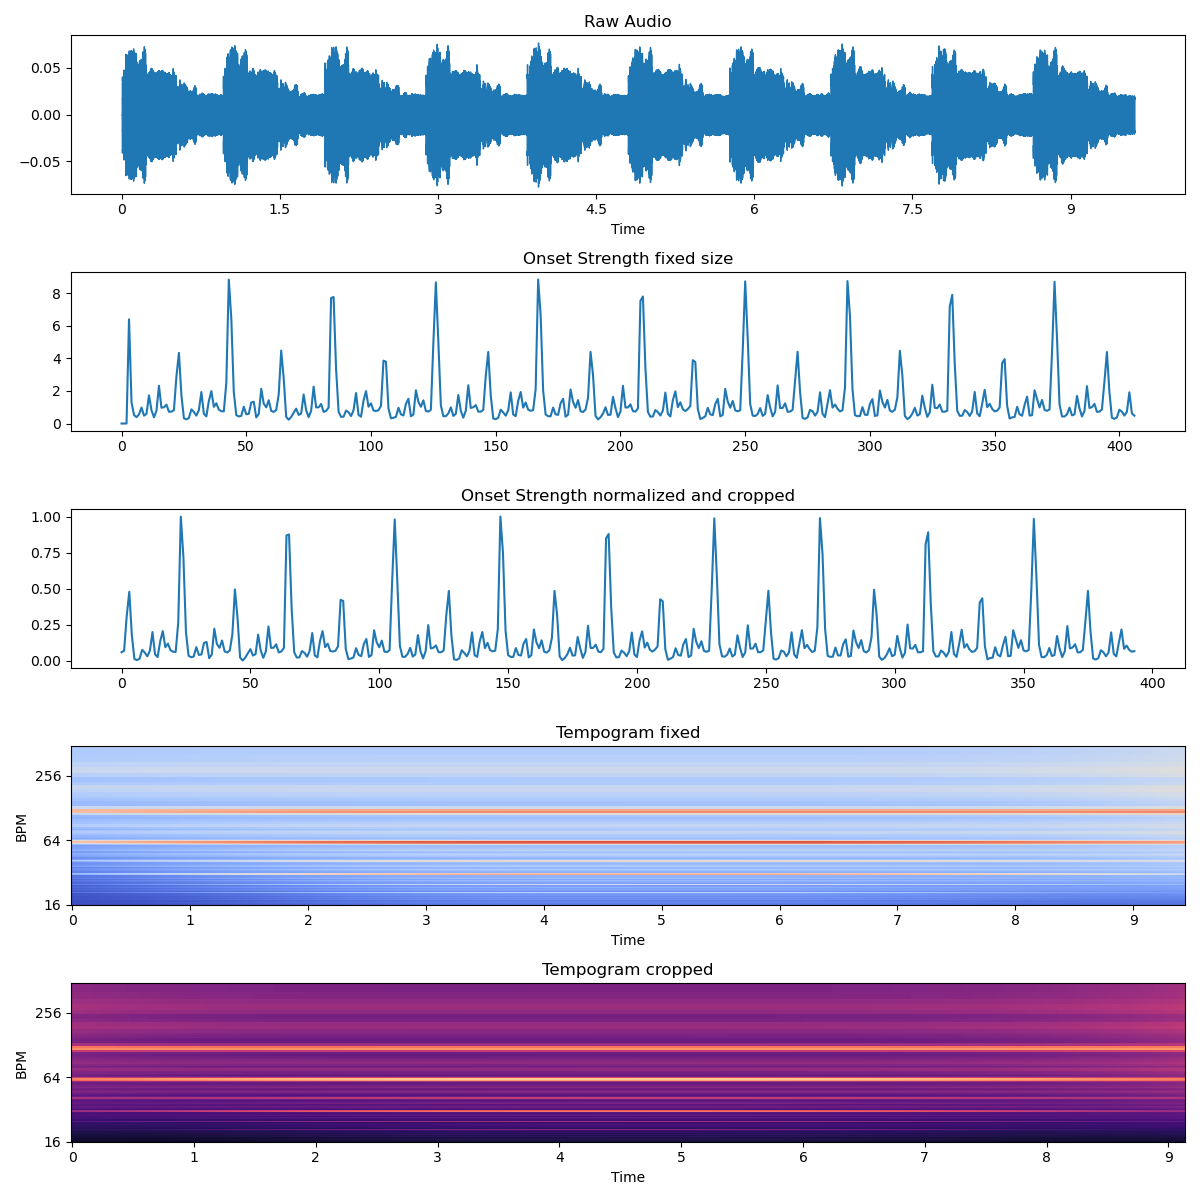 Raw Audio
0.05
0.00
−0.05
0 1.5 3 4.5 6 7.5 9
Time
Onset Strength fixed size
8
6
4
2
0
0 50 100 150 200 250 300 350 400
Onset Strength normalized and cropped
1.00
0.75
0.50
0.25
0.00
0 50 100 150 200 250 300 350 400
Tempogram fixed
256
BPM
64
16
0 1 2 3 4 5 6 7 8 9
Time
Tempogram cropped
256
BPM
64
16
0 1 2 3 4 5 6 7 8 9
Time